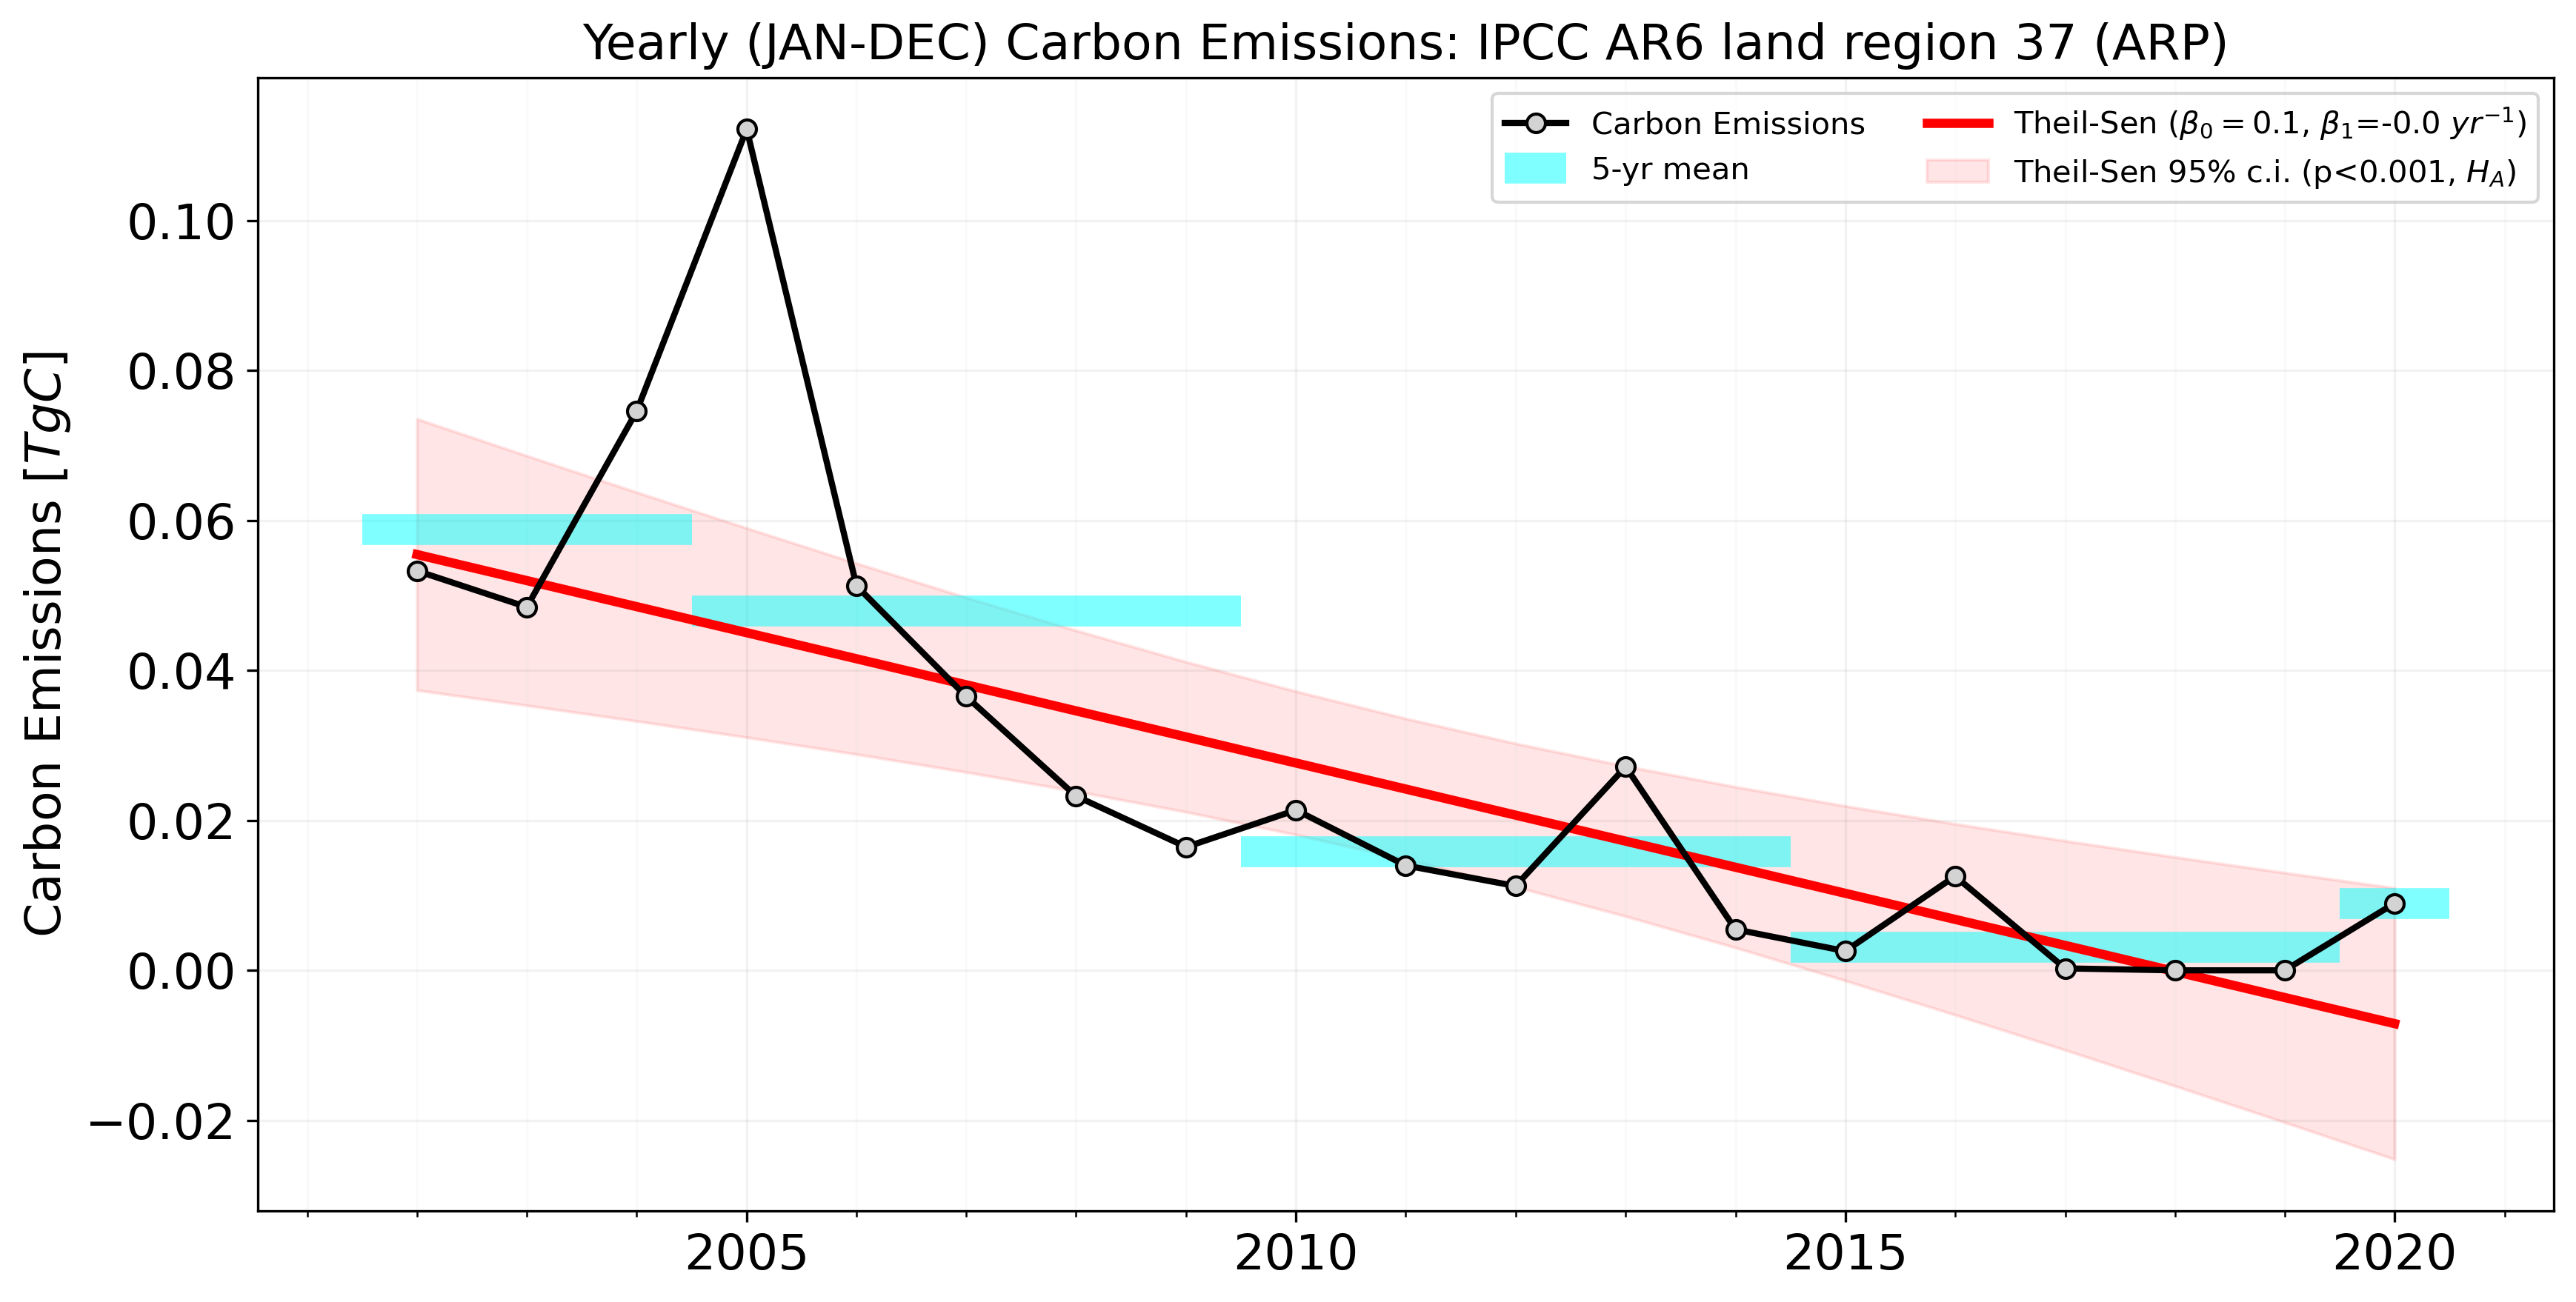 Yearly (JAN-DEC) Carbon Emissions: IPCC AR6 land region 37 (ARP)
Carbon Emissions
5-yr mean
Theil-Sen (β₀ = 0.1, β₁=-0.0 yr⁻¹)
Theil-Sen 95% c.i. (p<0.001, H_A)
Carbon Emissions [TgC]
0.10
0.08
0.06
0.04
0.02
0.00
−0.02
2005 2010 2015 2020